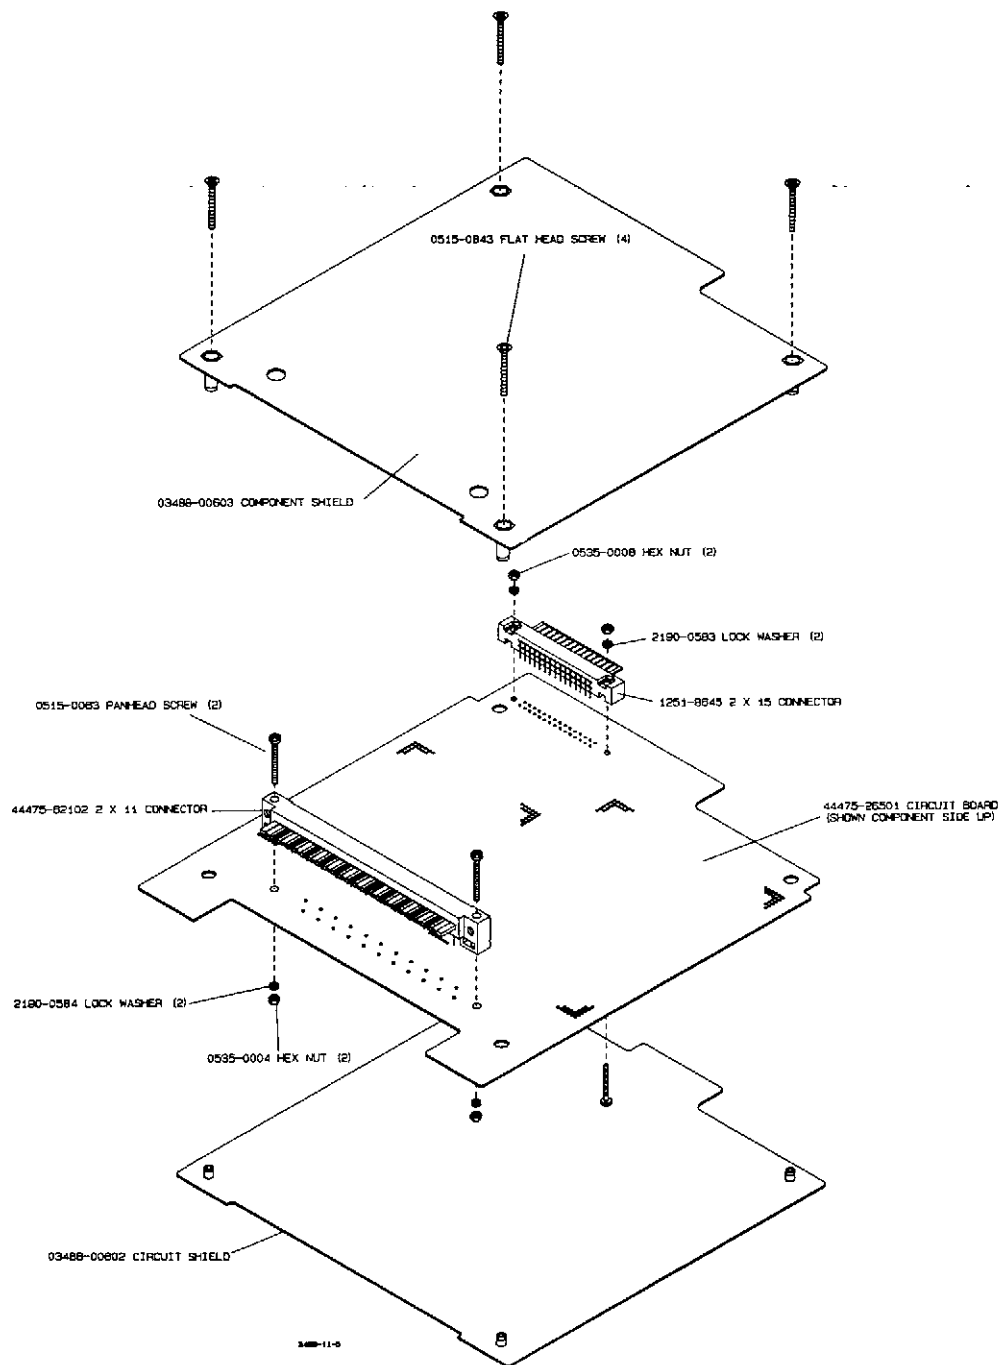 0515-0843 FLAT HEAD SCREW (4)
03488-00603 COMPONENT SHIELD
0535-0008 HEX NUT (2)
2190-0583 LOCK WASHER (2)
0515-0063 PANHEAD SCREW (2)
1251-8645 2 X 15 CONNECTOR
44475-62102 2 X 11 CONNECTOR
44475-26501 CIRCUIT BOARD
(SHOWN COMPONENT SIDE UP)
2190-0584 LOCK WASHER (2)
0535-0004 HEX NUT (2)
03488-00602 CIRCUIT SHIELD